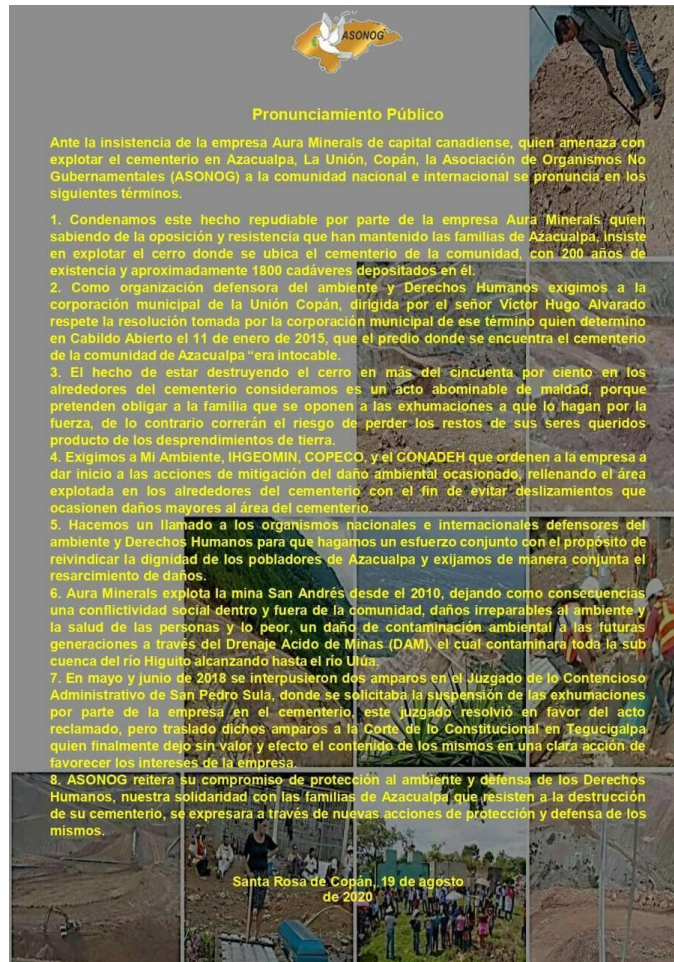 ASONOG
Pronunciamiento Público
Ante la insistencia de la empresa Aura Minerals de capital canadiense, quien amenaza con
explotar el cementerio en Azacualpa, La Unión, Copán, la Asociación de Organismos No
Gubernamentales (ASONOG) a la comunidad nacional e internacional se pronuncia en los
siguientes términos.
1. Condenamos este hecho repudiable por parte de la empresa Aura Minerals quien
sabiendo de la oposición y resistencia que han mantenido las familias de Azacualpa, insiste
en explotar el cerro donde se ubica el cementerio de la comunidad, con 200 años de
existencia y aproximadamente 1800 cadáveres depositados en él.
2. Como organización defensora del ambiente y Derechos Humanos exigimos a la
corporación municipal de la Unión Copán, dirigida por el señor Víctor Hugo Alvarado
respete la resolución tomada por la corporación municipal de ese término quien determino
en Cabildo Abierto el 11 de enero de 2015, que el predio donde se encuentra el cementerio
de la comunidad de Azacualpa “era intocable.
3. El hecho de estar destruyendo el cerro en más del cincuenta por ciento en los
alrededores del cementerio consideramos es un acto abominable de maldad, porque
pretenden obligar a la familia que se oponen a las exhumaciones a que lo hagan por la
fuerza, de lo contrario correrán el riesgo de perder los restos de sus seres queridos
producto de los desprendimientos de tierra.
4. Exigimos a Mi Ambiente, IHGEOMIN, COPECO, y el CONADEH que ordenen a la empresa a
dar inicio a las acciones de mitigación del daño ambiental ocasionado, rellenando el área
explotada en los alrededores del cementerio con el fin de evitar deslizamientos que
ocasionen daños mayores al área del cementerio.
5. Hacemos un llamado a los organismos nacionales e internacionales defensores del
ambiente y Derechos Humanos para que hagamos un esfuerzo conjunto con el propósito de
reivindicar la dignidad de los pobladores de Azacualpa y exijamos de manera conjunta el
resarcimiento de daños.
6. Aura Minerals explota la mina San Andrés desde el 2010, dejando como consecuencias
una conflictividad social dentro y fuera de la comunidad, daños irreparables al ambiente y
la salud de las personas y lo peor, un daño de contaminación ambiental a las futuras
generaciones a través del Drenaje Acido de Minas (DAM), el cual contaminara toda la sub
cuenca del río Higuito alcanzando hasta el río Ulúa.
7. En mayo y junio de 2018 se interpusieron dos amparos en el Juzgado de lo Contencioso
Administrativo de San Pedro Sula, donde se solicitaba la suspensión de las exhumaciones
por parte de la empresa en el cementerio, este juzgado resolvió en favor del acto
reclamado, pero traslado dichos amparos a la Corte de lo Constitucional en Tegucigalpa
quien finalmente dejo sin valor y efecto el contenido de los mismos en una clara acción de
favorecer los intereses de la empresa.
8. ASONOG reitera su compromiso de protección al ambiente y defensa de los Derechos
Humanos, nuestra solidaridad con las familias de Azacualpa que resisten a la destrucción
de su cementerio, se expresara a través de nuevas acciones de protección y defensa de los
mismos.
Santa Rosa de Copán, 19 de agosto
de 2020